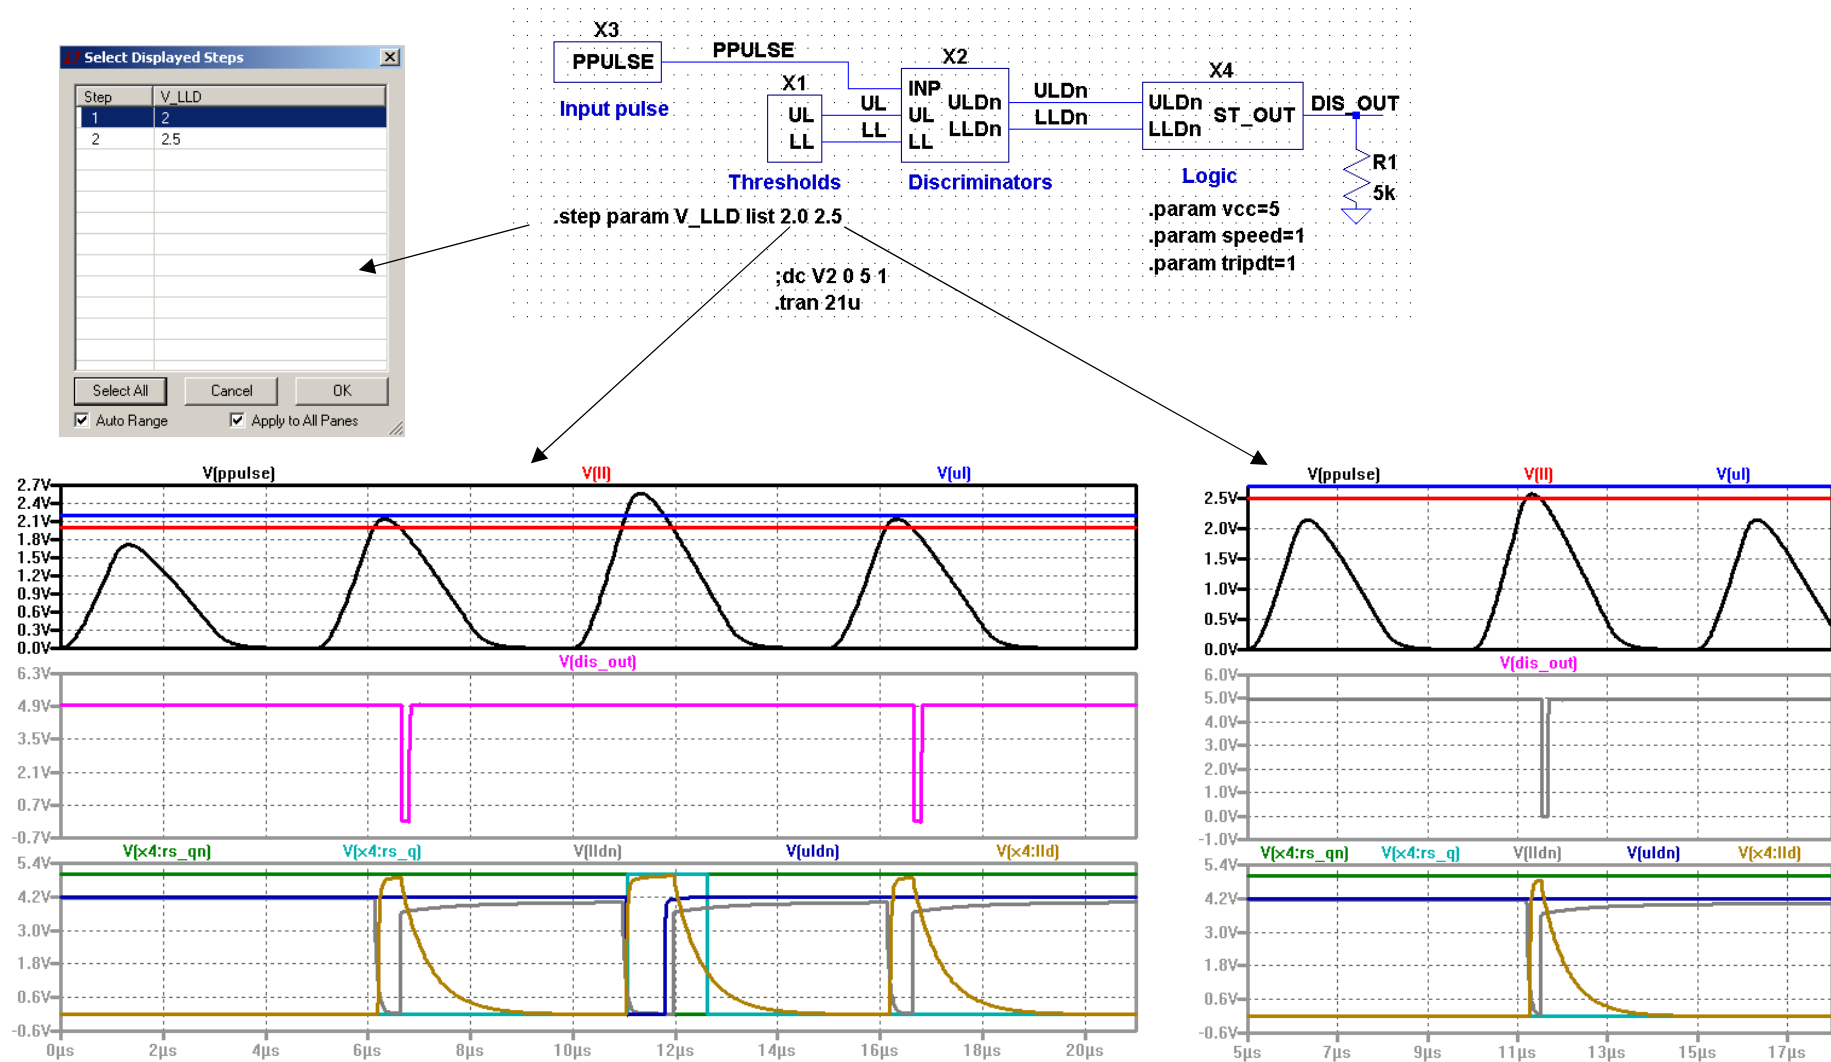 Select Displayed Steps
Step V_LLD
1 2
2 2.5
Select All Cancel OK
Auto Range Apply to All Panes
X3
PPULSE
PPULSE
Input pulse
X1
UL
LL
UL
LL
Thresholds
X2
INP
UL
LL
ULDn
LLDn
Discriminators
ULDn
LLDn
X4
ULDn
LLDn
ST_OUT
Logic
DIS_OUT
R1
5k
.param vcc=5
.param speed=1
.param tripdt=1
.step param V_LLD list 2.0 2.5
;dc V2 0 5 1
.tran 21u
V(ppulse) V(ll) V(ul)
2.7V
2.4V
2.1V
1.8V
1.5V
1.2V
0.9V
0.6V
0.3V
0.0V
V(dis_out)
6.3V
4.9V
3.5V
2.1V
0.7V
-0.7V
V(x4:rs_qn) V(x4:rs_q) V(lldn) V(uldn) V(x4:lld)
5.4V
4.2V
3.0V
1.8V
0.6V
-0.6V
0µs 2µs 4µs 6µs 8µs 10µs 12µs 14µs 16µs 18µs 20µs
V(ppulse) V(ll) V(ul)
2.5V
2.0V
1.5V
1.0V
0.5V
0.0V
V(dis_out)
6.0V
5.0V
4.0V
3.0V
2.0V
1.0V
0.0V
-1.0V
V(x4:rs_qn) V(x4:rs_q) V(lldn) V(uldn) V(x4:lld)
5.4V
4.2V
3.0V
1.8V
0.6V
-0.6V
5µs 7µs 9µs 11µs 13µs 15µs 17µs